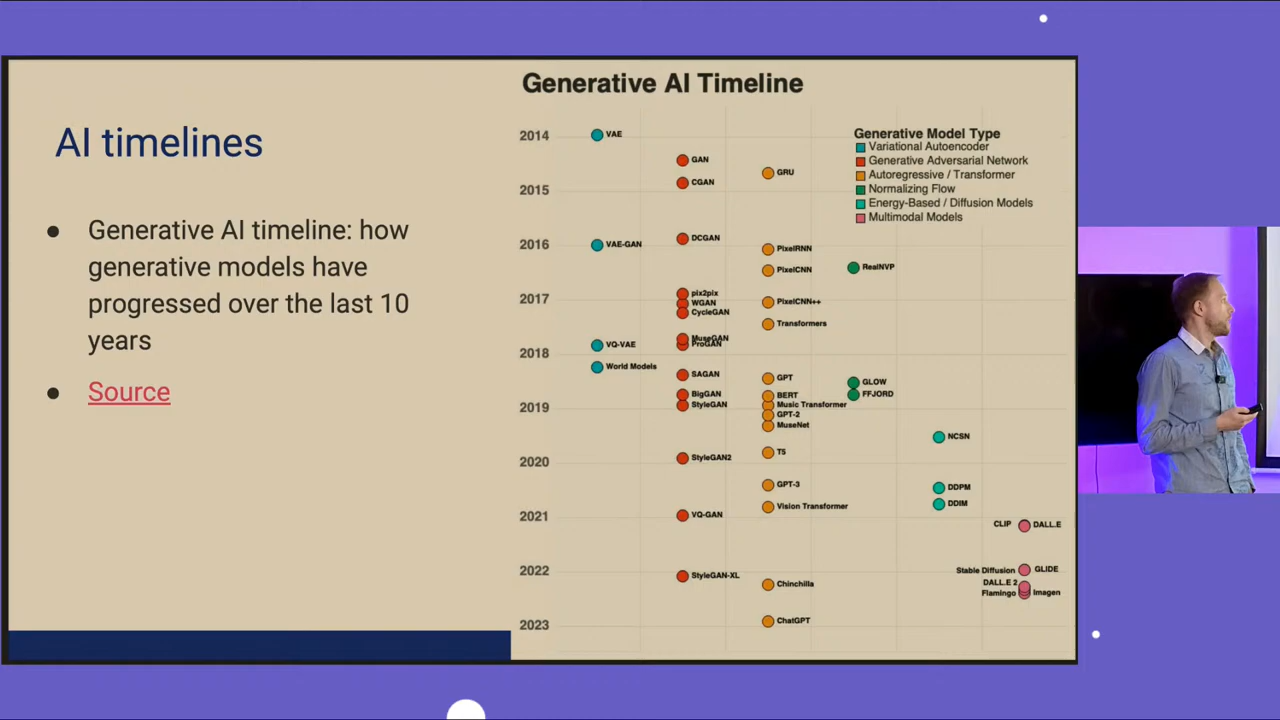 AI timelines
● Generative AI timeline: how
generative models have
progressed over the last 10
years
● Source
Generative AI Timeline
Generative Model Type
Variational Autoencoder
Generative Adversarial Network
Autoregressive / Transformer
Normalizing Flow
Energy-Based / Diffusion Models
Multimodal Models
2014
VAE
GAN
GRU
CGAN
2015
DCGAN
2016
VAE-GAN
PixelRNN
RealNVP
PixelCNN
pix2pix
2017
WGAN
PixelCNN++
CycleGAN
Transformers
MuseGAN
ProGAN
VQ-VAE
2018
World Models
SAGAN
GPT
GLOW
BigGAN
BERT
FFJORD
StyleGAN
Music Transformer
2019
GPT-2
MuseNet
NCSN
T5
StyleGAN2
2020
GPT-3
DDPM
DDIM
Vision Transformer
VQ-GAN
2021
CLIP
DALL.E
Stable Diffusion
GLIDE
2022
StyleGAN-XL
DALL.E 2
Chinchilla
Flamingo
Imagen
ChatGPT
2023